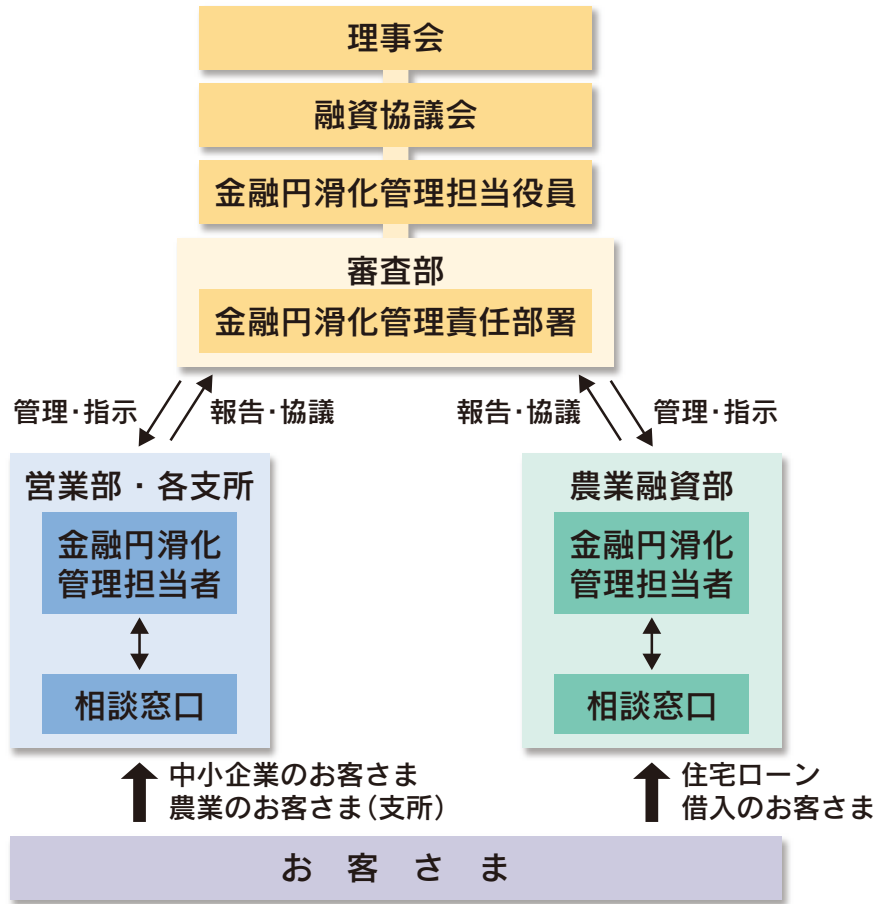 理事会
融資協議会
金融円滑化管理担当役員
審査部
金融円滑化管理責任部署
管理・指示
報告・協議
報告・協議
管理・指示
営業部・各支所
金融円滑化
管理担当者
相談窓口
中小企業のお客さま
農業のお客さま(支所)
農業融資部
金融円滑化
管理担当者
相談窓口
住宅ローン
借入のお客さま
お客さま